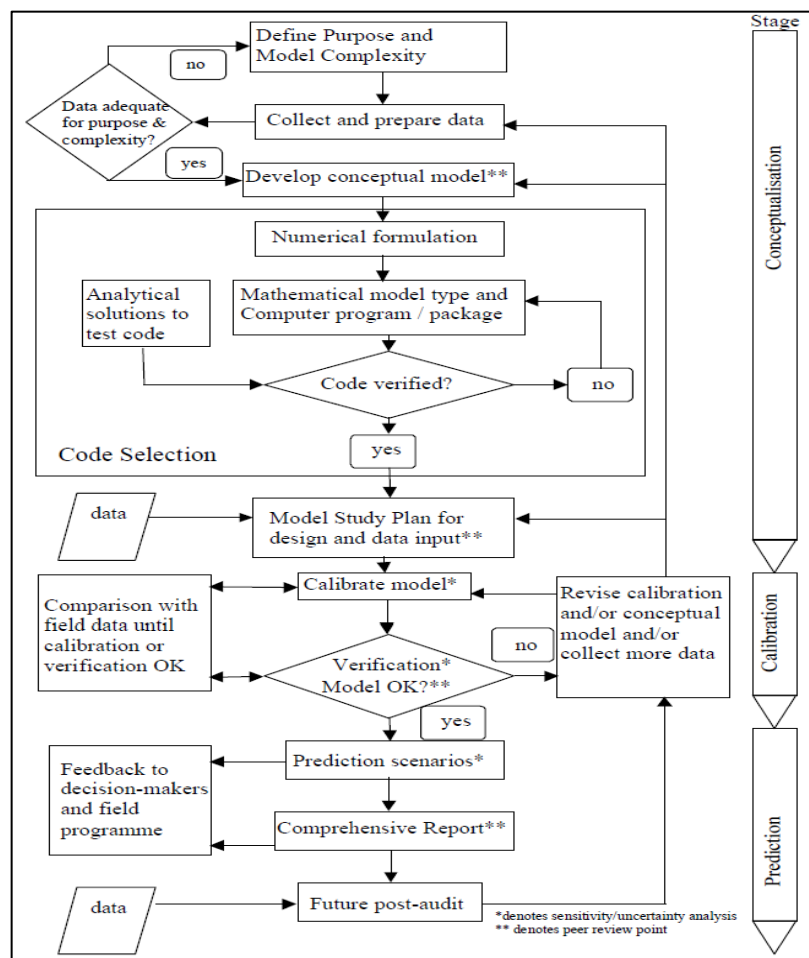 Stage
Define Purpose and
Model Complexity
no
Data adequate
for purpose &
complexity?
Collect and prepare data
yes
Develop conceptual model**
Conceptualisation
Numerical formulation
Analytical
solutions to
test code
Mathematical model type and
Computer program / package
Code verified?
no
yes
Code Selection
data
Model Study Plan for
design and data input**
Calibrate model*
Comparison with
field data until
calibration or
verification OK
Revise calibration
and/or conceptual
model and/or
collect more data
no
Verification*
Model OK?**
Calibration
yes
Prediction scenarios*
Feedback to
decision-makers
and field
programme
Comprehensive Report**
Prediction
data
Future post-audit
*denotes sensitivity/uncertainty analysis
** denotes peer review point